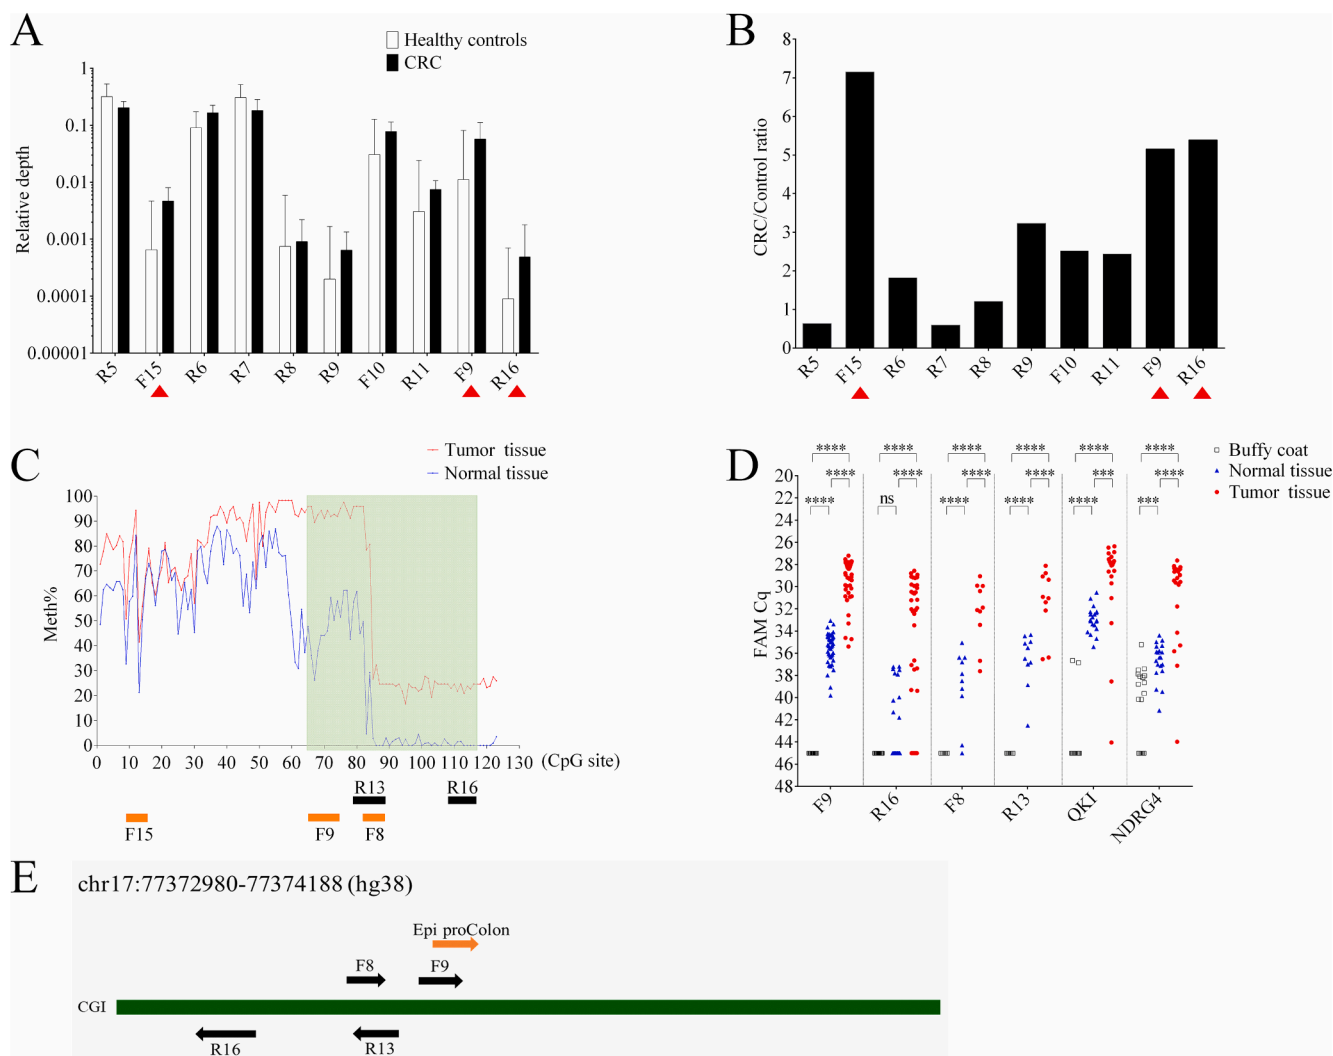 A
Healthy controls
CRC
Relative depth
1
0.1
0.01
0.001
0.0001
0.00001
R5 F15 R6 R7 R8 R9 F10 R11 F9 R16
B
CRC/Control ratio
8
7
6
5
4
3
2
1
0
R5 F15 R6 R7 R8 R9 F10 R11 F9 R16
C
Tumor tissue
Normal tissue
Meth%
100
90
80
70
60
50
40
30
20
10
0
0 10 20 30 40 50 60 70 80 90 100 110 120 130 (CpG site)
R13 R16
F15 F9 F8
D
Buffy coat
Normal tissue
Tumor tissue
**** **** **** **** **** ****
**** **** **** **** *** ****
**** ns **** **** **** ***
FAM Cq
20
22
24
26
28
30
32
34
36
38
40
44
46
48
F9 R16 F8 R13 QK1 NDRG4
E
chr17:77372980-77374188 (hg38)
Epi proColon
F8 F9
CGI
R16 R13